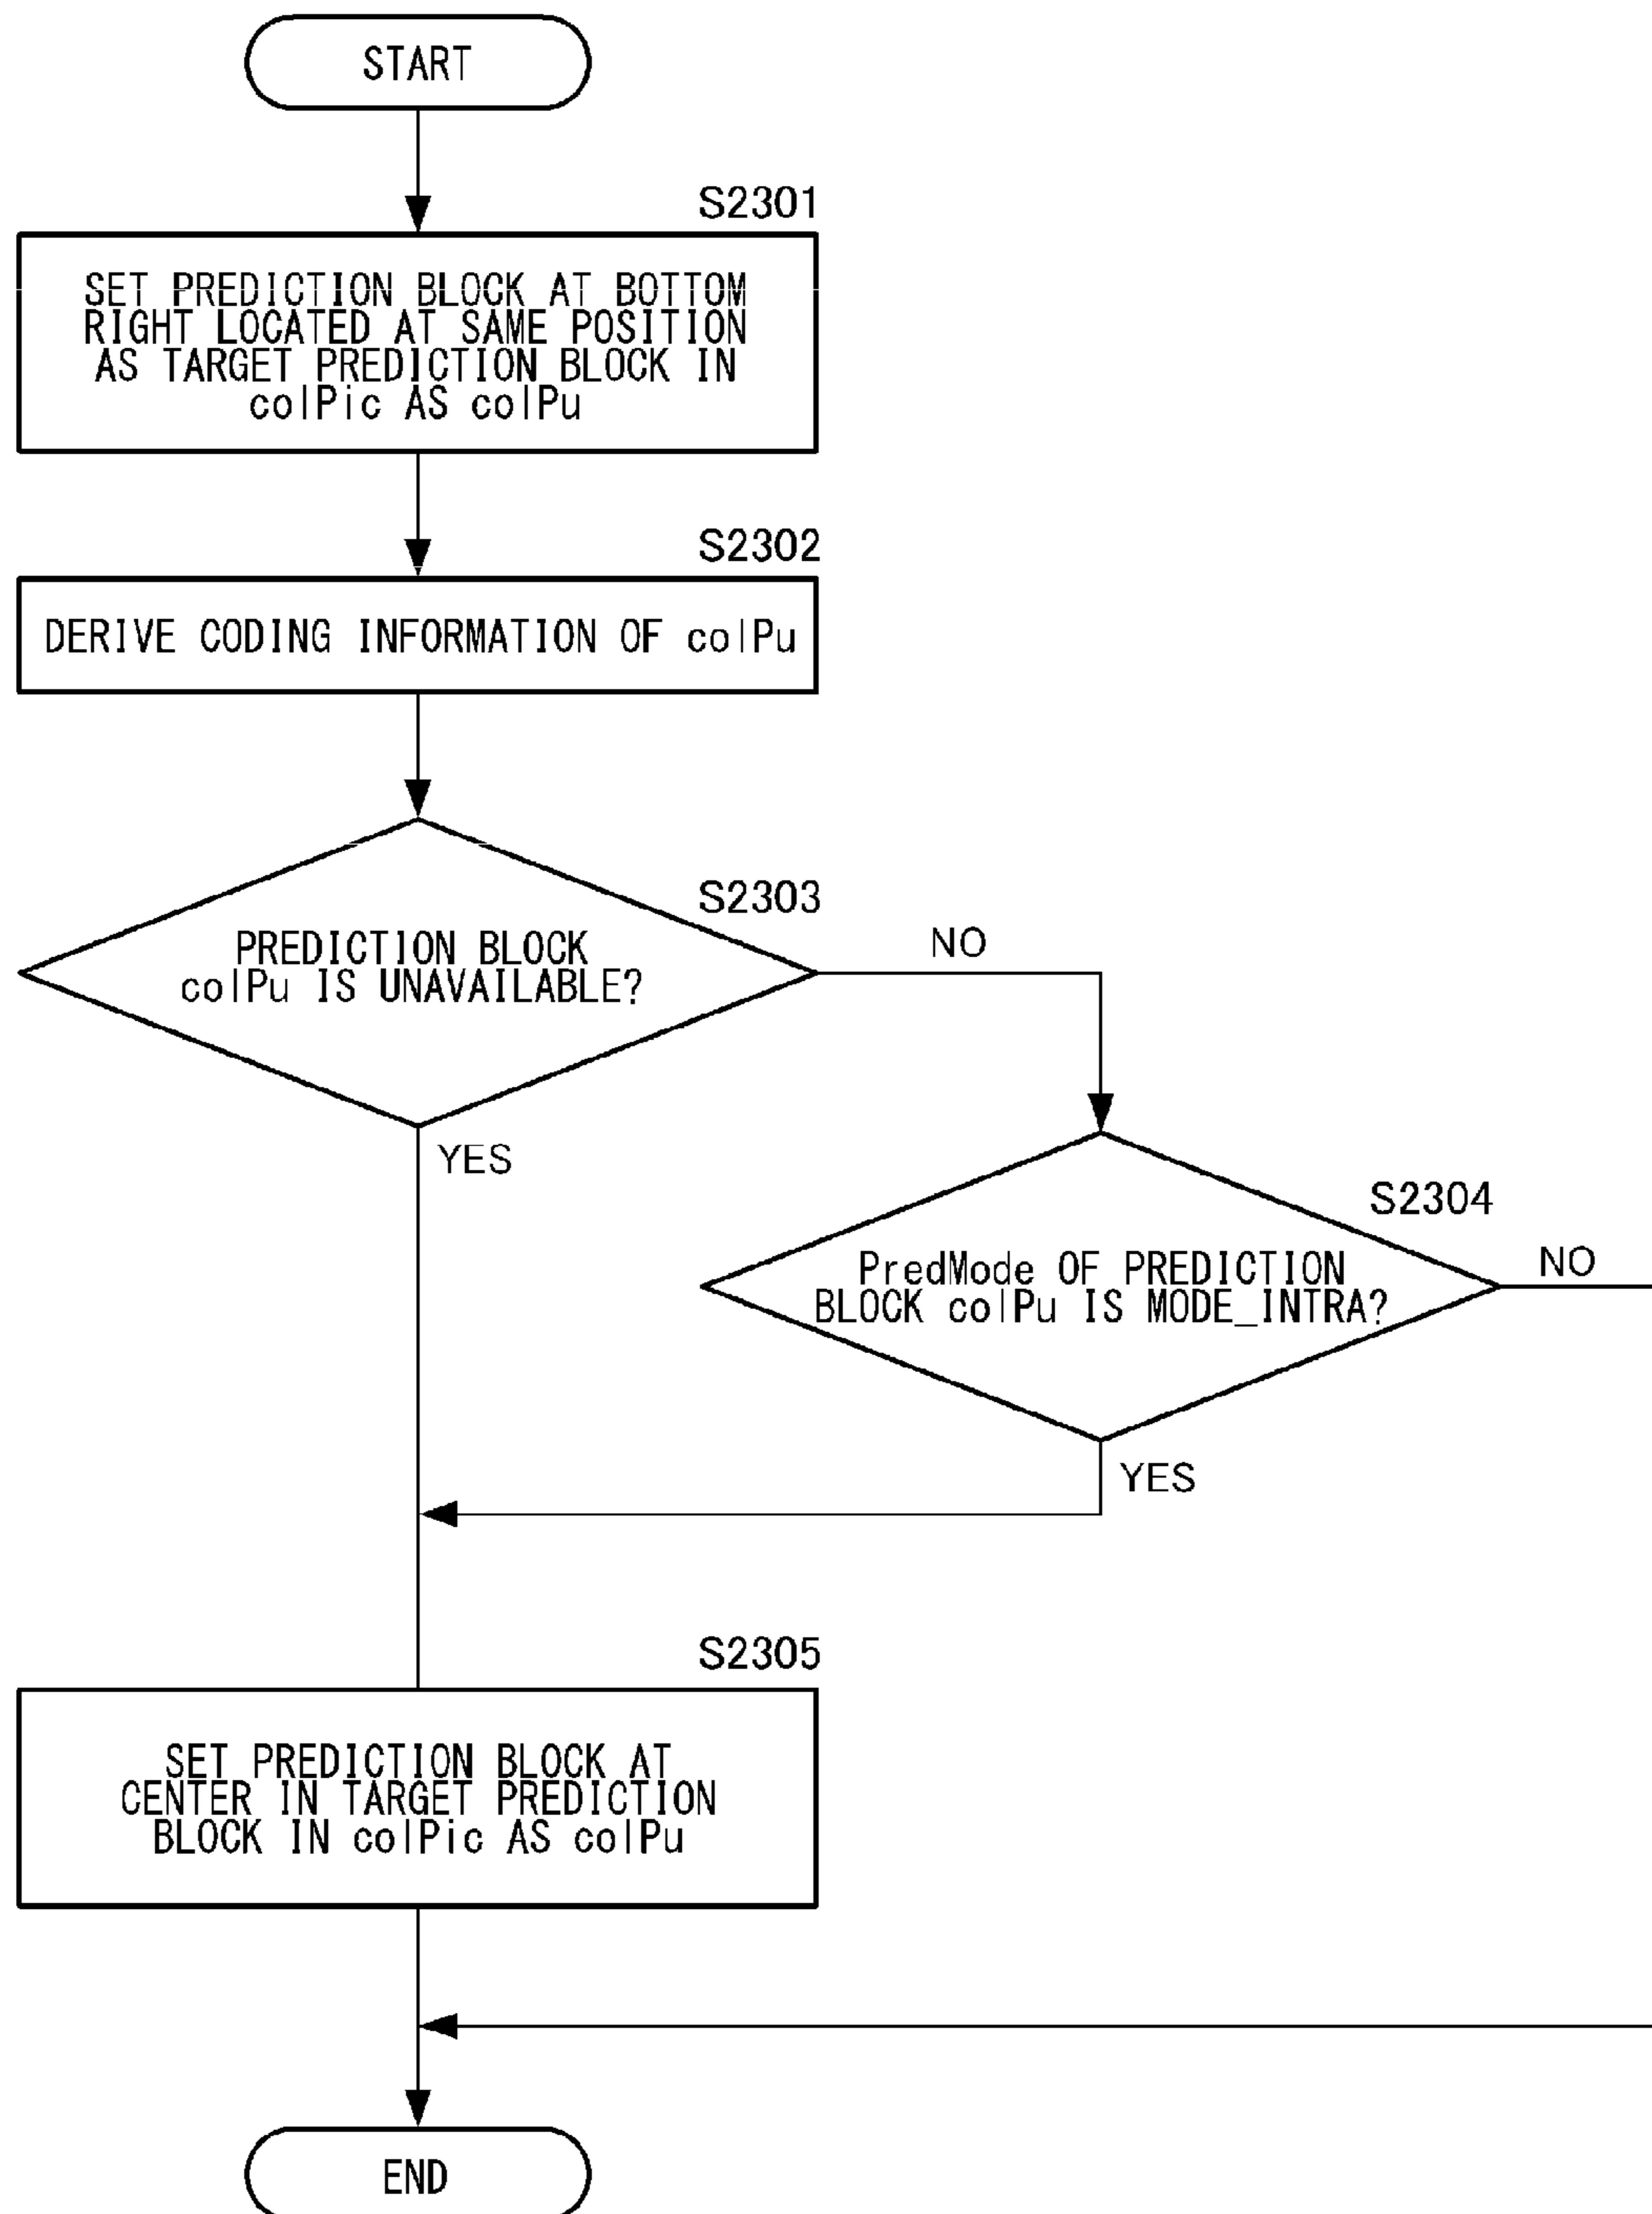 START
S2301
SET PREDICTION BLOCK AT BOTTOM
RIGHT LOCATED AT SAME POSITION
AS TARGET PREDICTION BLOCK IN
colPic AS colPu
S2302
DERIVE CODING INFORMATION OF colPu
S2303
PREDICTION BLOCK
colPu IS UNAVAILABLE?
NO
YES
S2304
PredMode OF PREDICTION
BLOCK colPu IS MODE_INTRA?
NO
YES
S2305
SET PREDICTION BLOCK AT
CENTER IN TARGET PREDICTION
BLOCK IN colPic AS colPu
END